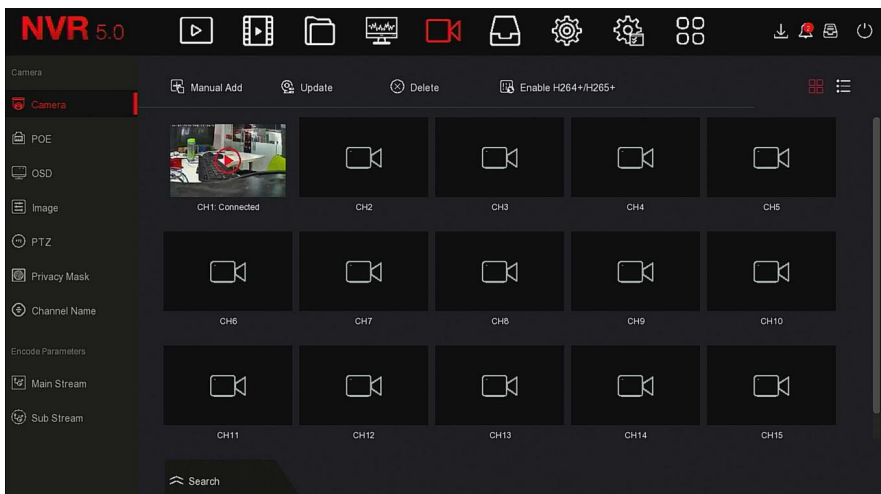 NVR 5.0
Camera
Camera
POE
OSD
Image
PTZ
Privacy Mask
Channel Name
Encode Parameters
Main Stream
Sub Stream
Manual Add Update Delete Enable H264+/H265+
CH1: Connected CH2 CH3 CH4 CH5
CH6 CH7 CH8 CH9 CH10
CH11 CH12 CH13 CH14 CH15
Search